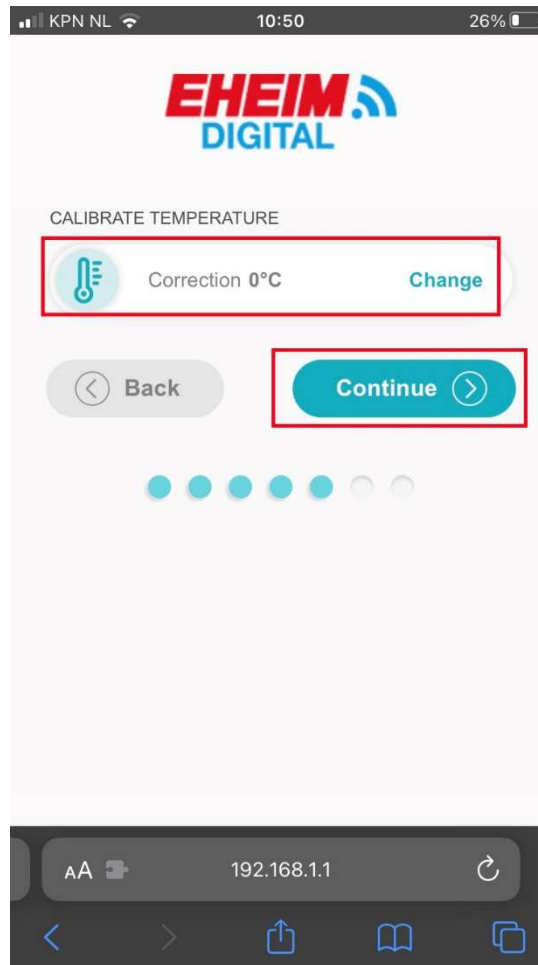 KPN NL 10:50 26%
EHEIM
DIGITAL
CALIBRATE TEMPERATURE
Correction 0°C Change
Back Continue
AA 192.168.1.1